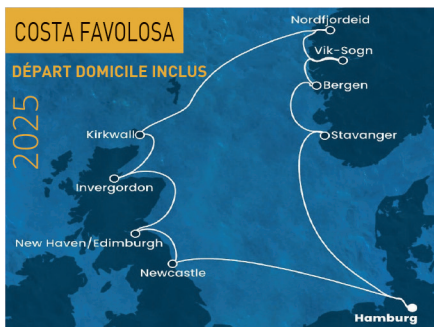 COSTA FAVOLOSA
DÉPART DOMICILE INCLUS
2025
Nordfjordeid
Vik-Sogn
Bergen
Stavanger
Kirkwall
Invergordon
New Haven/Edimburgh
Newcastle
Hamburg